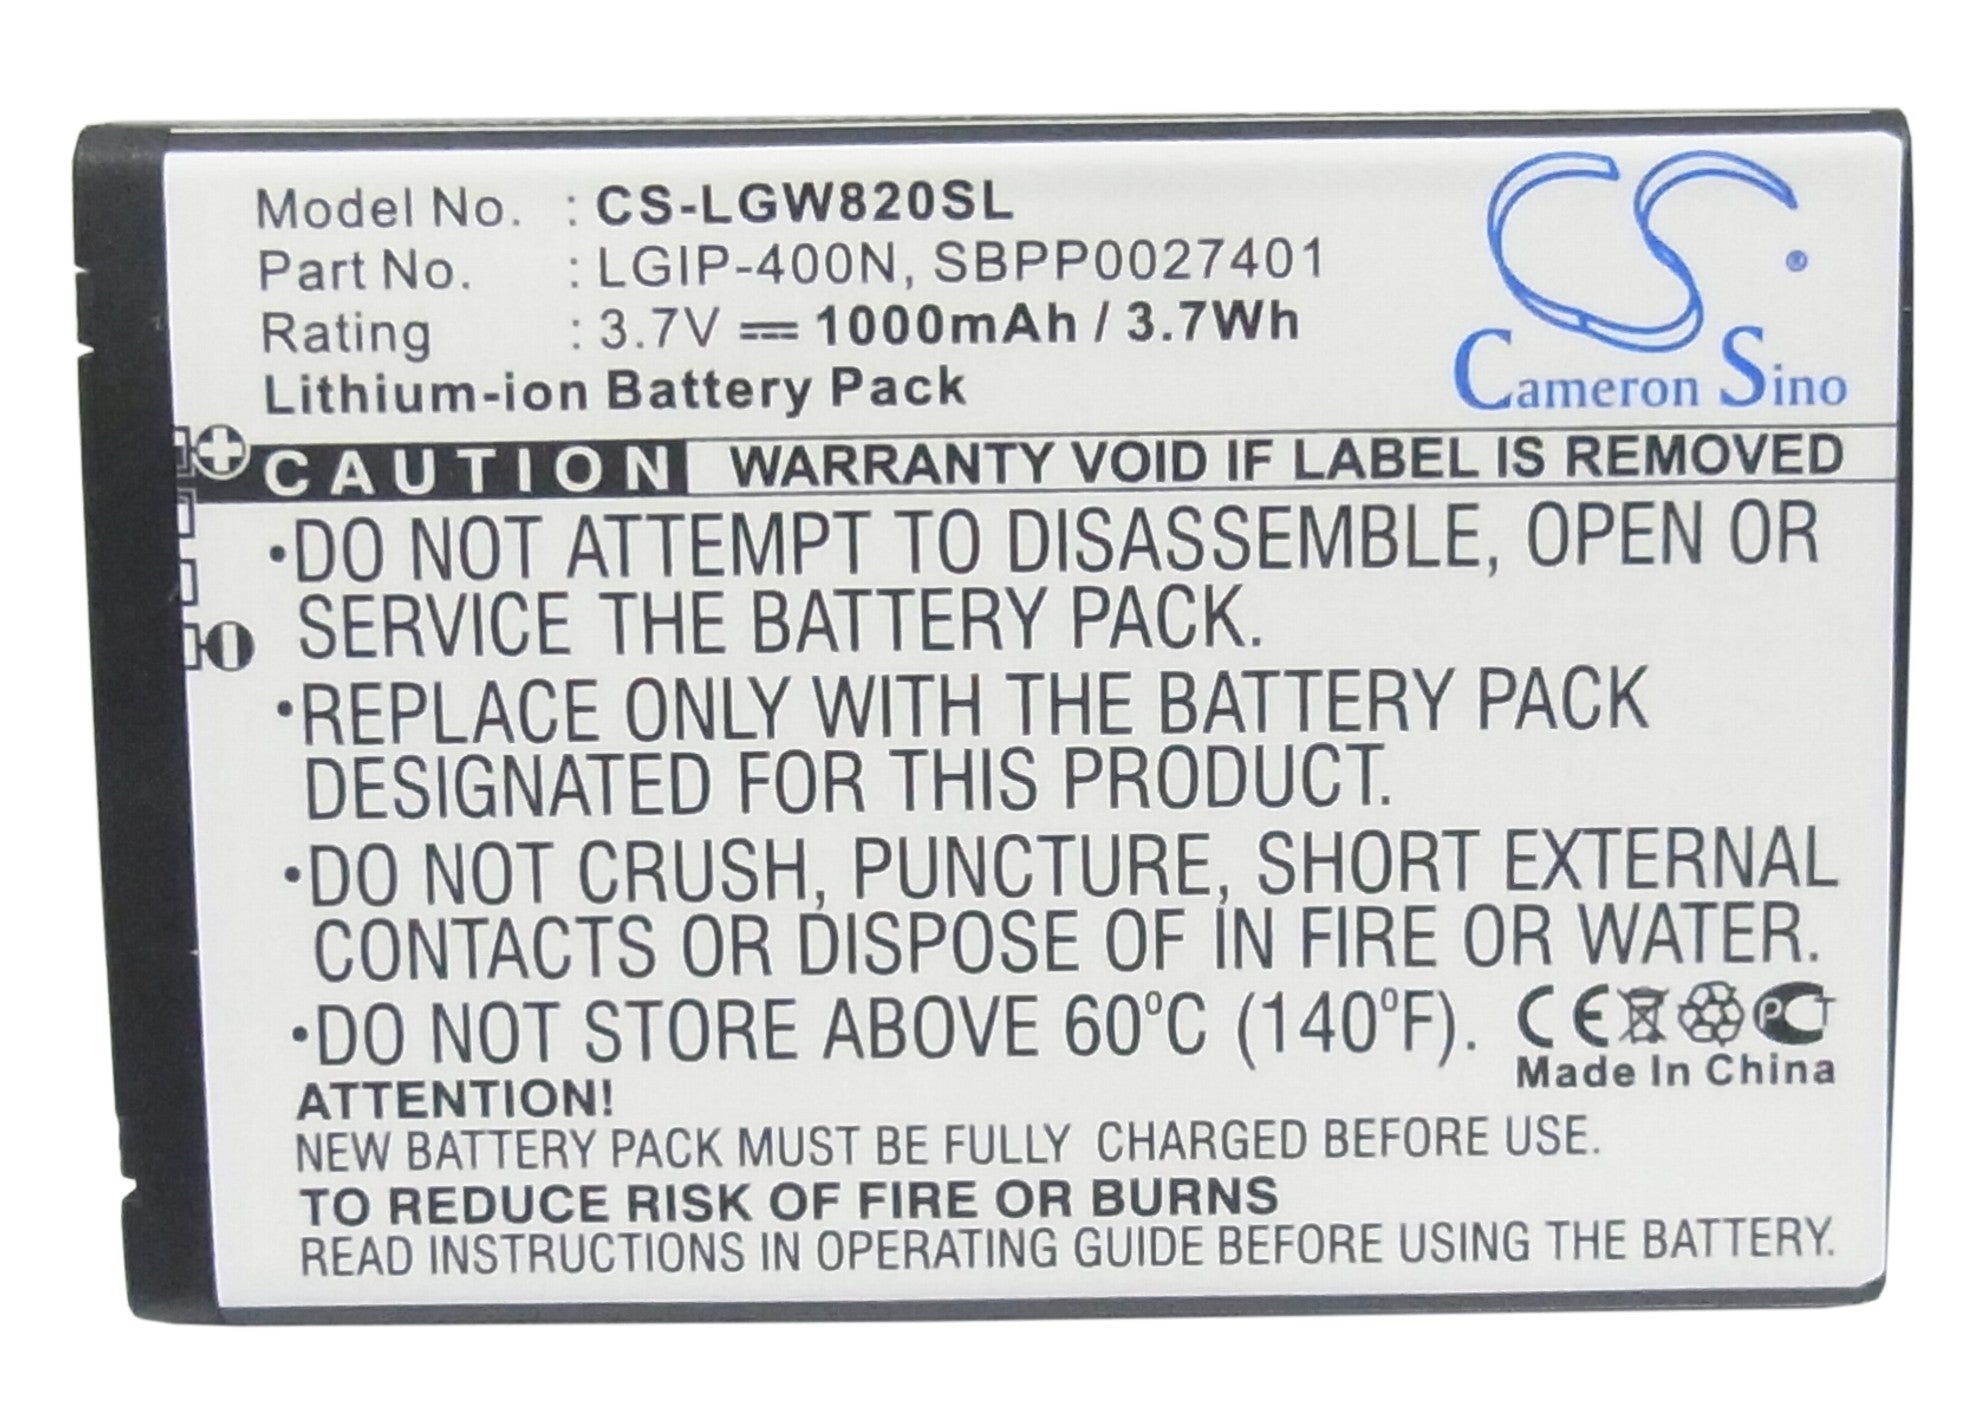 Model No. : CS-LGW820SL
Part No. : LGIP-400N, SBPP0027401
Rating : 3.7V ⎓ 1000mAh / 3.7Wh
Lithium-ion Battery Pack
CS®
Cameron Sino
CAUTION WARRANTY VOID IF LABEL IS REMOVED
•DO NOT ATTEMPT TO DISASSEMBLE, OPEN OR
SERVICE THE BATTERY PACK.
•REPLACE ONLY WITH THE BATTERY PACK
DESIGNATED FOR THIS PRODUCT.
•DO NOT CRUSH, PUNCTURE, SHORT EXTERNAL
CONTACTS OR DISPOSE OF IN FIRE OR WATER.
•DO NOT STORE ABOVE 60°C (140°F).
CE PCT
Made In China
ATTENTION!
NEW BATTERY PACK MUST BE FULLY CHARGED BEFORE USE.
TO REDUCE RISK OF FIRE OR BURNS
READ INSTRUCTIONS IN OPERATING GUIDE BEFORE USING THE BATTERY.